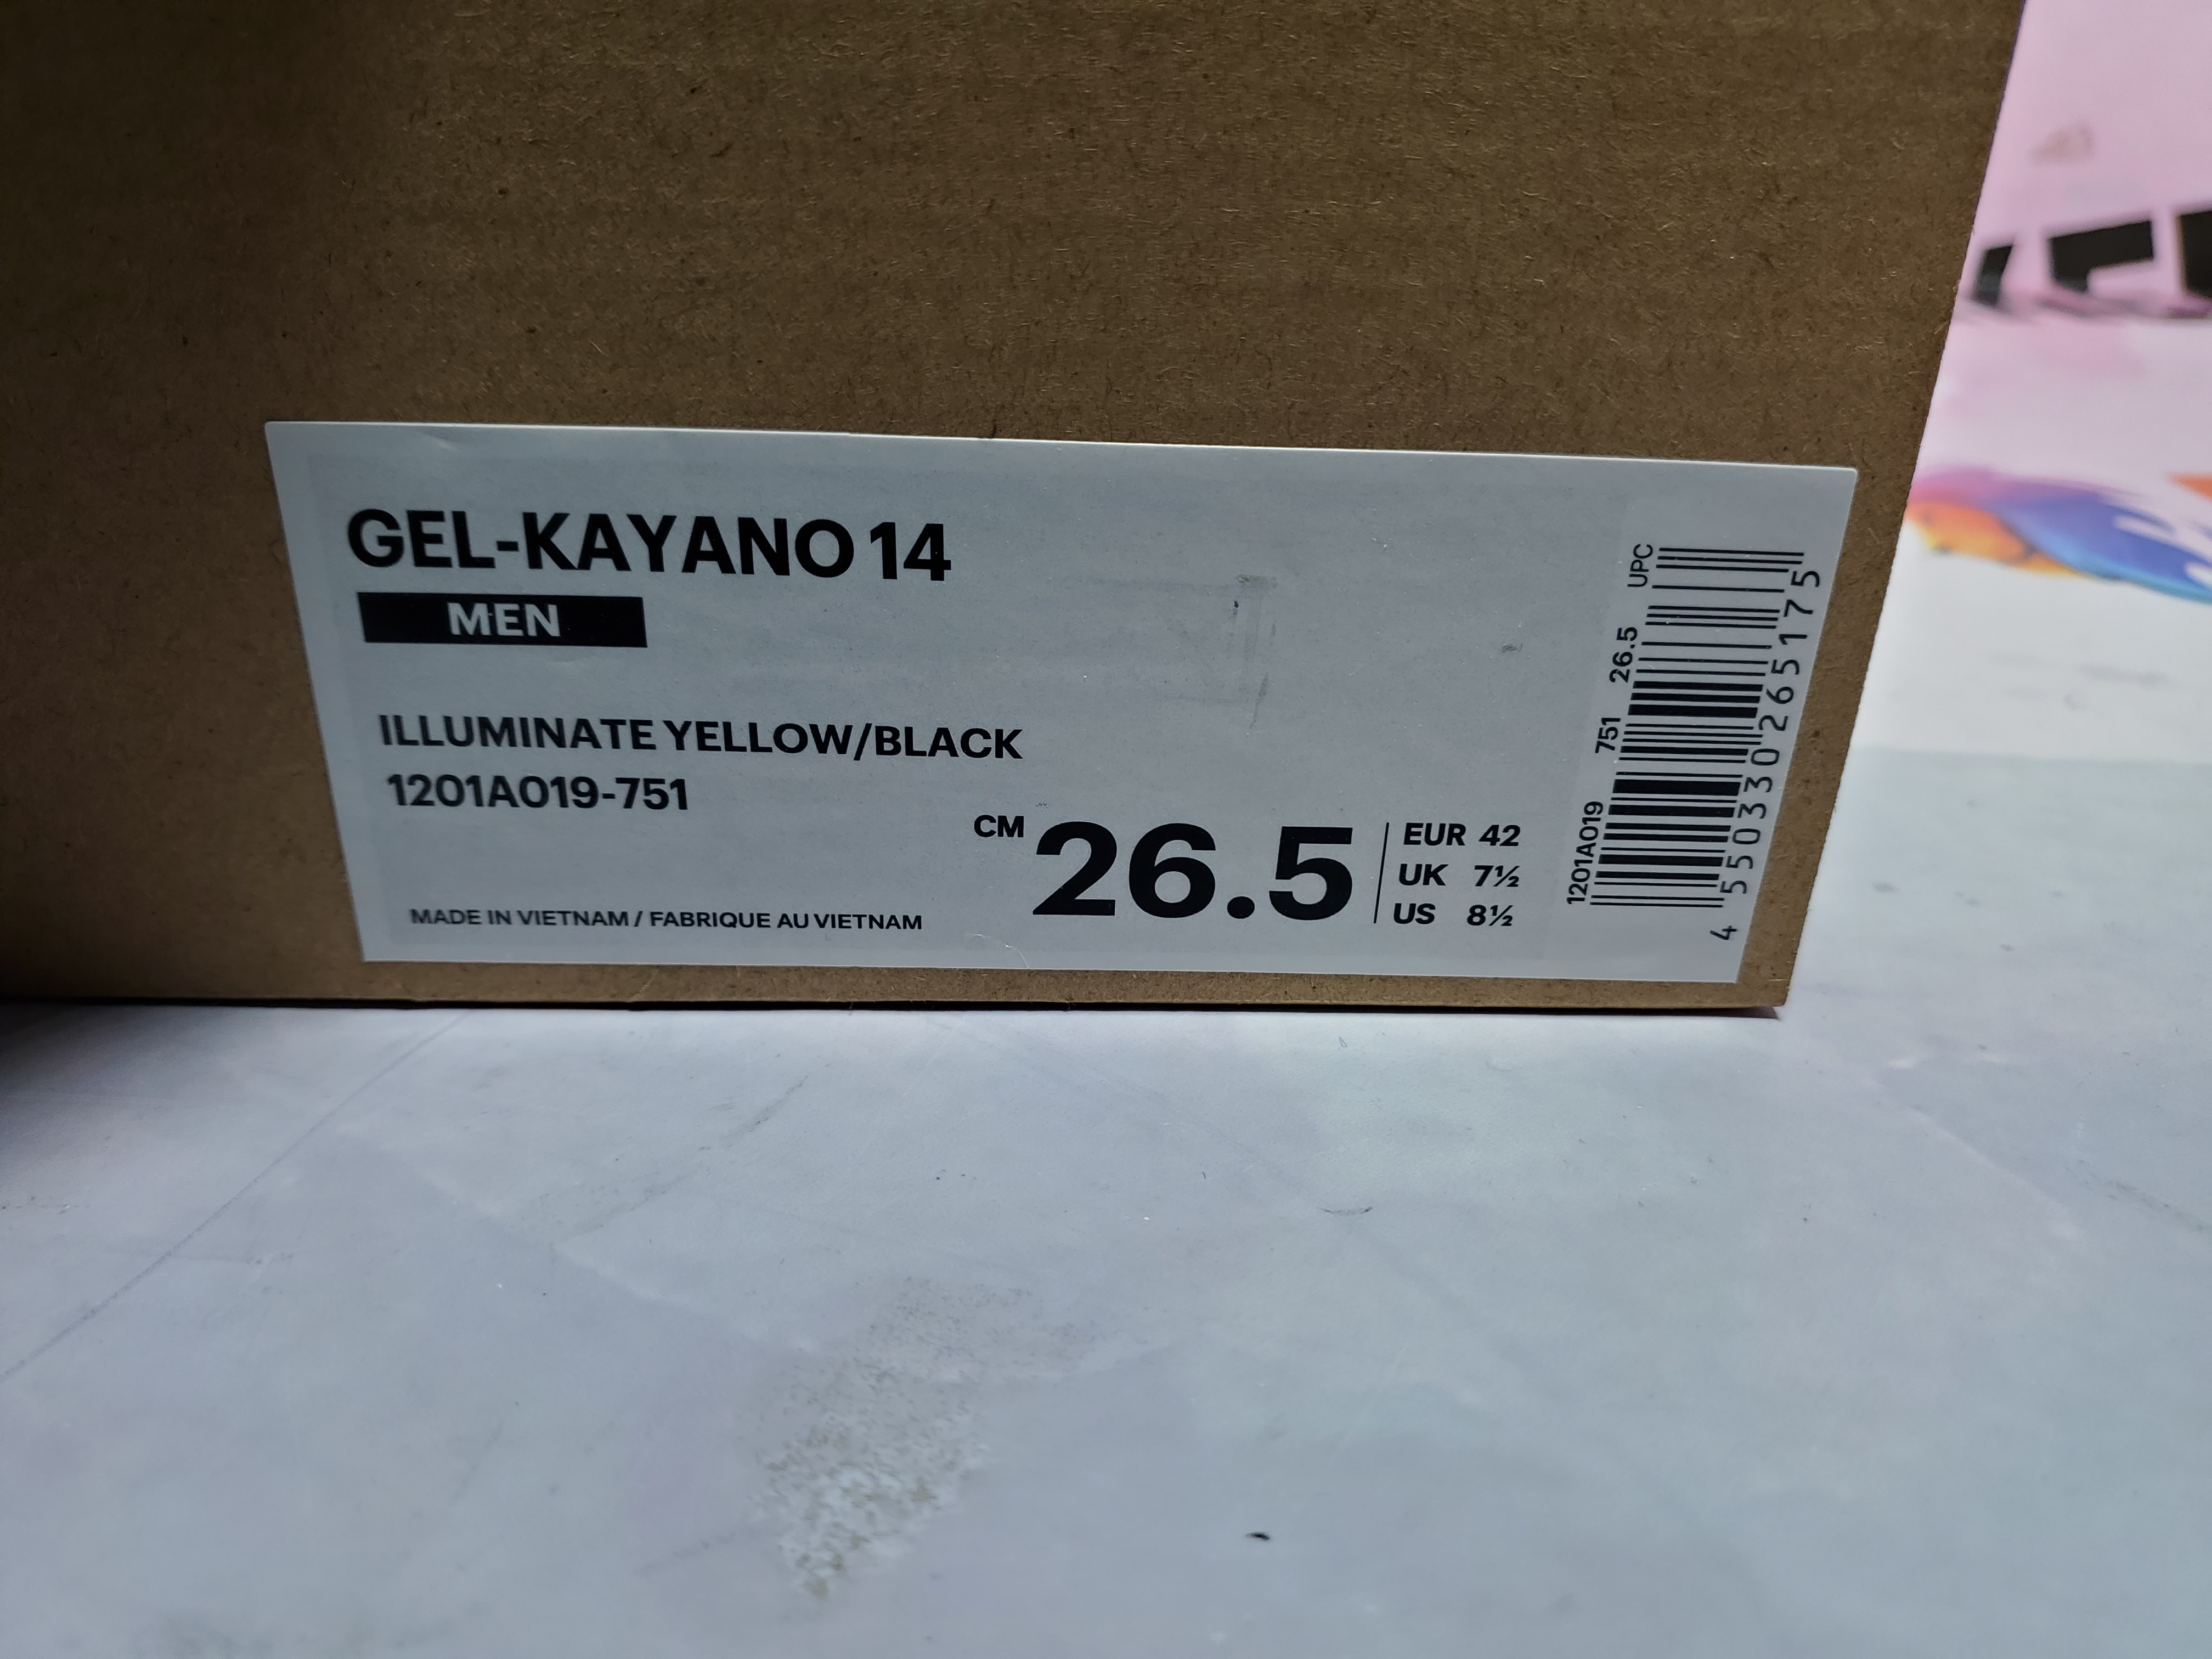 GEL-KAYANO 14
MEN
ILLUMINATE YELLOW/BLACK
1201A019-751
MADE IN VIETNAM / FABRIQUE AU VIETNAM
CM 26.5
EUR 42
UK 7½
US 8½
1201A019 751 26.5 UPC
4 550330 265175